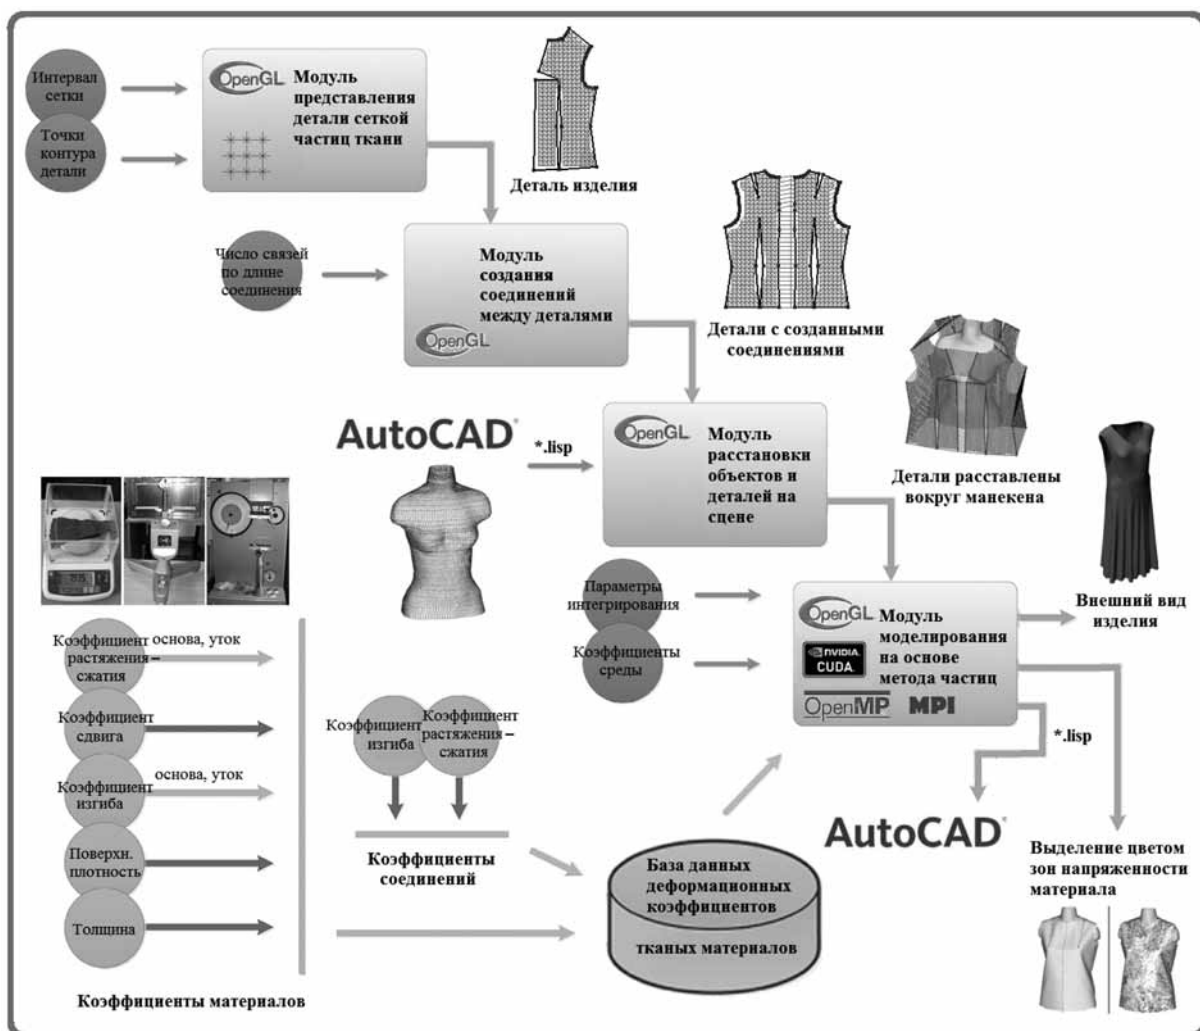 Интервал
сетки
Точки
контура
детали
OpenGL
Модуль
представления
детали сеткой
частиц ткани
Деталь изделия
Число связей
по длине
соединения
Модуль
создания
соединений
между деталями
OpenGL
Детали с созданными
соединениями
AutoCAD
*.lisp
OpenGL
Модуль
расстановки
объектов и
деталей на
сцене
Детали расставлены
вокруг манекена
Параметры
интегрирования
Коэффициенты
среды
OpenGL
NVIDIA
CUDA
OpenMP
MPI
Модуль
моделирования
на основе
метода частиц
Внешний вид
изделия
*.lisp
AutoCAD
Выделение цветом
зон напряженности
материала
Коэффициент
растяжения –
сжатия
основа, уток
Коэффициент
сдвига
Коэффициент
изгиба
основа, уток
Поверхн.
плотность
Толщина
Коэффициенты материалов
Коэффициент
изгиба
Коэффициент
растяжения –
сжатия
Коэффициенты
соединений
База данных
деформационных
коэффициентов
тканых материалов